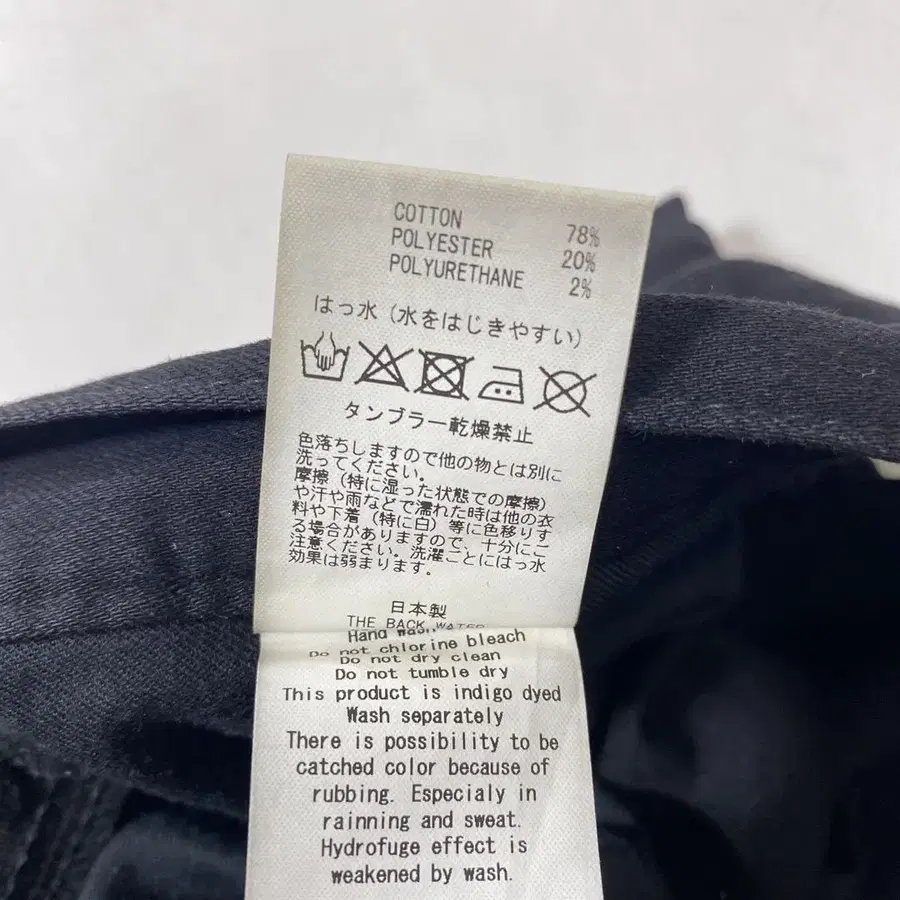 COTTON 78%
POLYESTER 20%
POLYURETHANE 2%
はっ水 (水をはじきやすい)
タンブラー乾燥禁止
色落ちしますので他の物とは別に
洗ってください。
摩擦 (特に湿った状態での摩擦)
や汗や雨などで濡れた時は他の衣
料や下着 (特に白) 等に色移りす
る場合がありますので、十分にご
注意ください。洗濯ごとにはっ水
効果は弱まります。
日本製
THE BACK WATER
Hand wash
Do not chlorine bleach
Do not dry clean
Do not tumble dry
This product is indigo dyed
Wash separately
There is possibility to be
catched color because of
rubbing. Especialy in
rainning and sweat.
Hydrofuge effect is
weakened by wash.